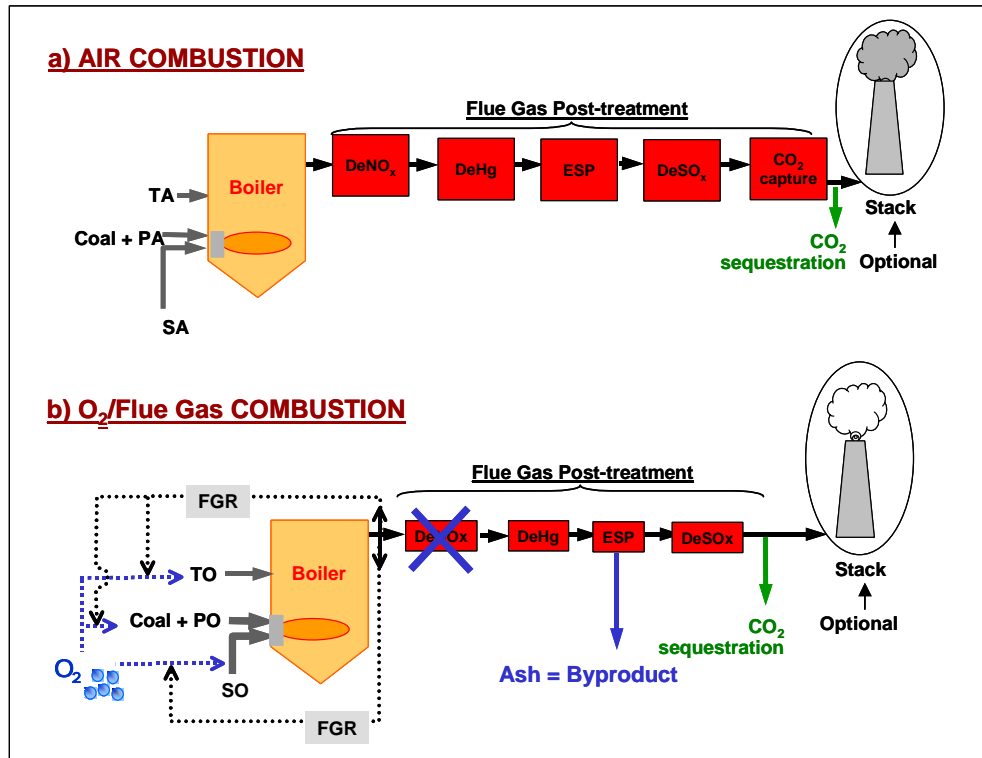 a) AIR COMBUSTION
Flue Gas Post-treatment
Boiler
DeNOx
DeHg
ESP
DeSOx
CO2
capture
TA
Coal + PA
SA
Stack
CO2
sequestration
Optional
b) O2/Flue Gas COMBUSTION
Flue Gas Post-treatment
FGR
Boiler
DeHg
ESP
DeSOx
TO
Coal + PO
O2
SO
FGR
Stack
CO2
sequestration
Optional
Ash = Byproduct